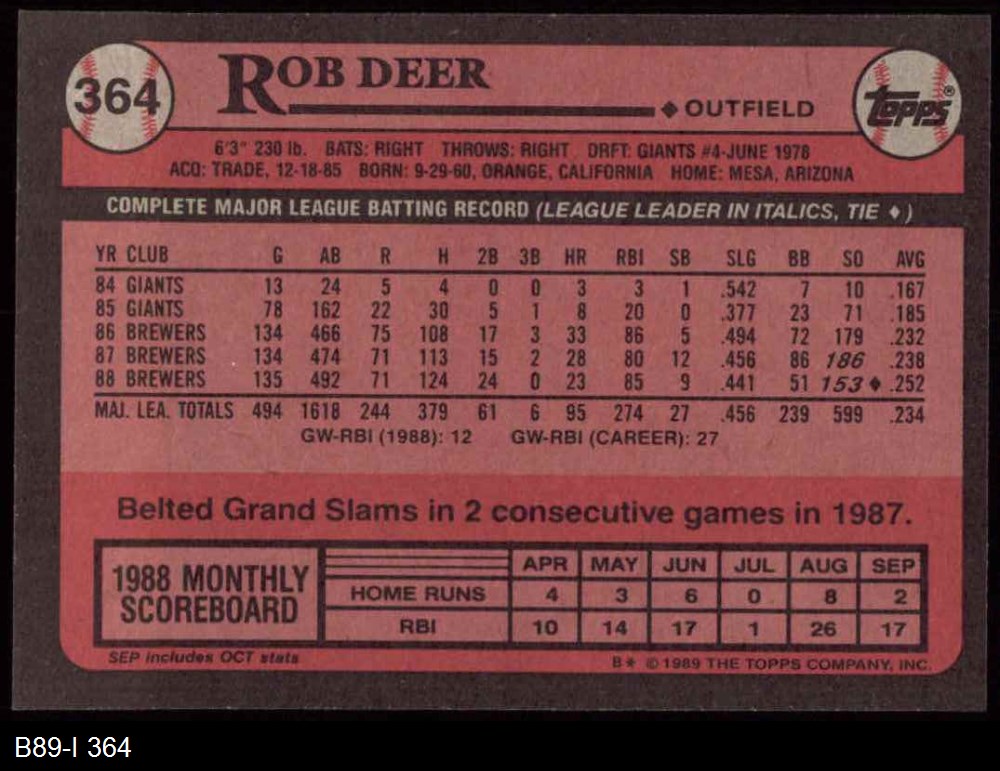 364
ROB DEER
◆ OUTFIELD
Topps®
6'3" 230 lb. BATS: RIGHT THROWS: RIGHT DRFT: GIANTS #4-JUNE 1978
ACQ: TRADE, 12-18-85 BORN: 9-29-60, ORANGE, CALIFORNIA HOME: MESA, ARIZONA
COMPLETE MAJOR LEAGUE BATTING RECORD (LEAGUE LEADER IN ITALICS, TIE ♦)
YR CLUB G AB R H 2B 3B HR RBI SB SLG BB SO AVG
84 GIANTS 13 24 5 4 0 0 3 3 1 .542 7 10 .167
85 GIANTS 78 162 22 30 5 1 8 20 0 .377 23 71 .185
86 BREWERS 134 466 75 108 17 3 33 86 5 .494 72 179 .232
87 BREWERS 134 474 71 113 15 2 28 80 12 .456 86 186 .238
88 BREWERS 135 492 71 124 24 0 23 85 9 .441 51 153♦ .252
MAJ. LEA. TOTALS 494 1618 244 379 61 6 95 274 27 .456 239 599 .234
GW-RBI (1988): 12 GW-RBI (CAREER): 27
Belted Grand Slams in 2 consecutive games in 1987.
1988 MONTHLY SCOREBOARD
APR MAY JUN JUL AUG SEP
HOME RUNS 4 3 6 0 8 2
RBI 10 14 17 1 26 17
SEP includes OCT stats
B* © 1989 THE TOPPS COMPANY, INC.
B89-I 364